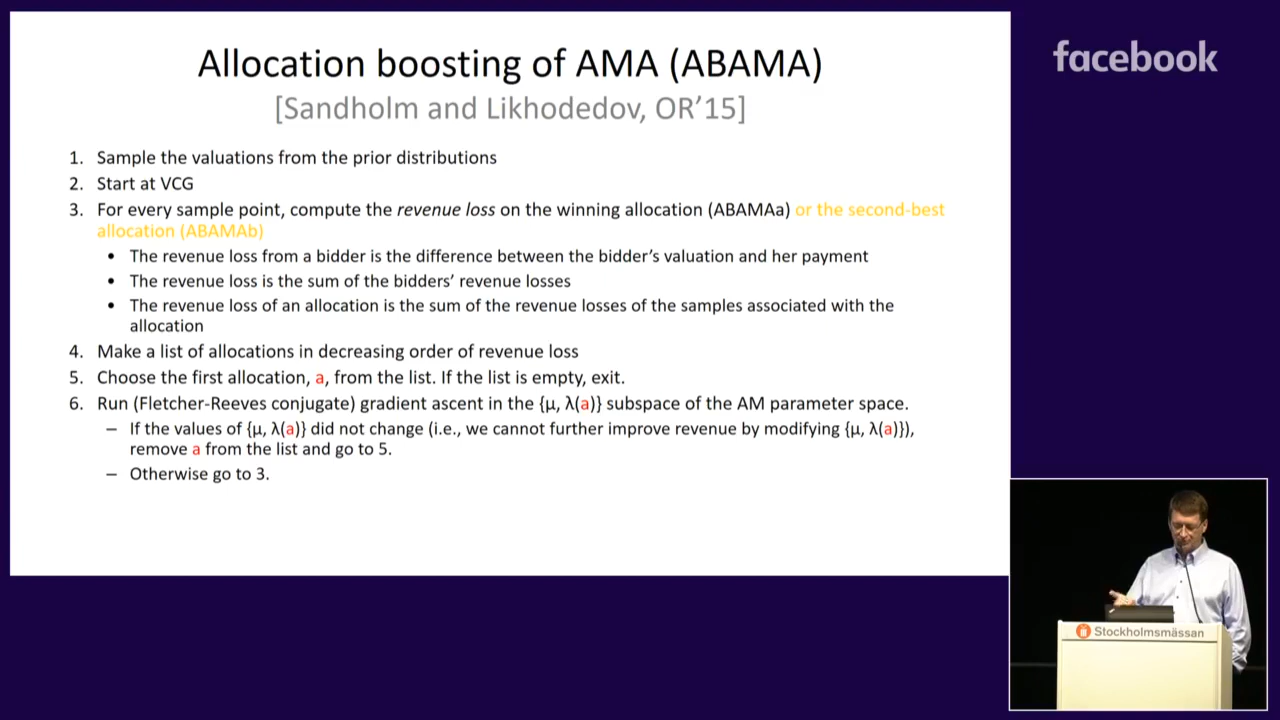 Allocation boosting of AMA (ABAMA)
[Sandholm and Likhodedov, OR’15]
facebook
1. Sample the valuations from the prior distributions
2. Start at VCG
3. For every sample point, compute the revenue loss on the winning allocation (ABAMAa) or the second-best
allocation (ABAMAb)
• The revenue loss from a bidder is the difference between the bidder’s valuation and her payment
• The revenue loss is the sum of the bidders’ revenue losses
• The revenue loss of an allocation is the sum of the revenue losses of the samples associated with the
allocation
4. Make a list of allocations in decreasing order of revenue loss
5. Choose the first allocation, a, from the list. If the list is empty, exit.
6. Run (Fletcher-Reeves conjugate) gradient ascent in the {μ, λ(a)} subspace of the AM parameter space.
– If the values of {μ, λ(a)} did not change (i.e., we cannot further improve revenue by modifying {μ, λ(a)}),
remove a from the list and go to 5.
– Otherwise go to 3.
Stockholmsmässan